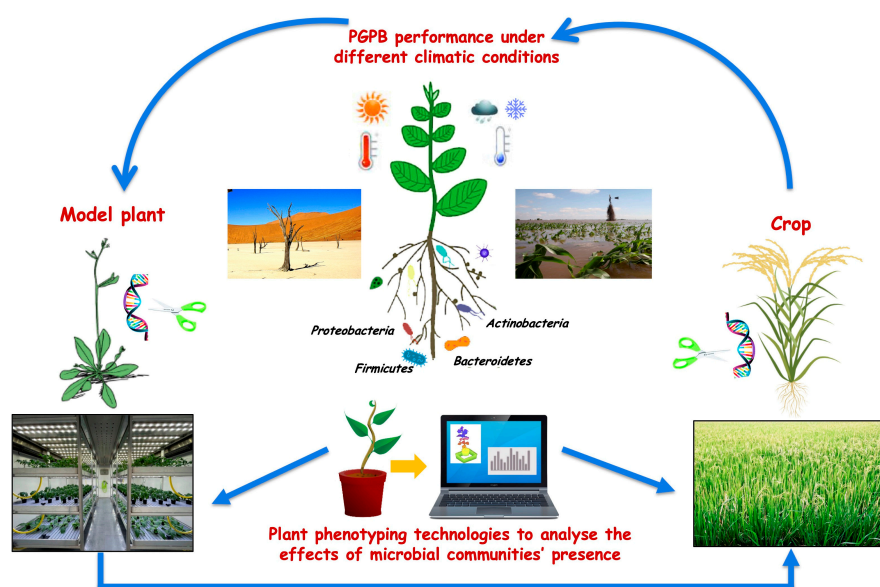 PGPB performance under
different climatic conditions
Model plant
Crop
Proteobacteria
Actinobacteria
Firmicutes
Bacteroidetes
Plant phenotyping technologies to analyse the
effects of microbial communities' presence